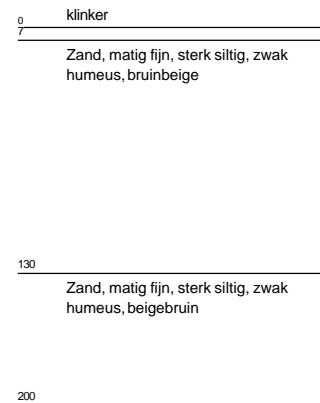 klinker
0
7
Zand, matig fijn, sterk siltig, zwak
humeus, bruinbeige
130
Zand, matig fijn, sterk siltig, zwak
humeus, beigebruin
200